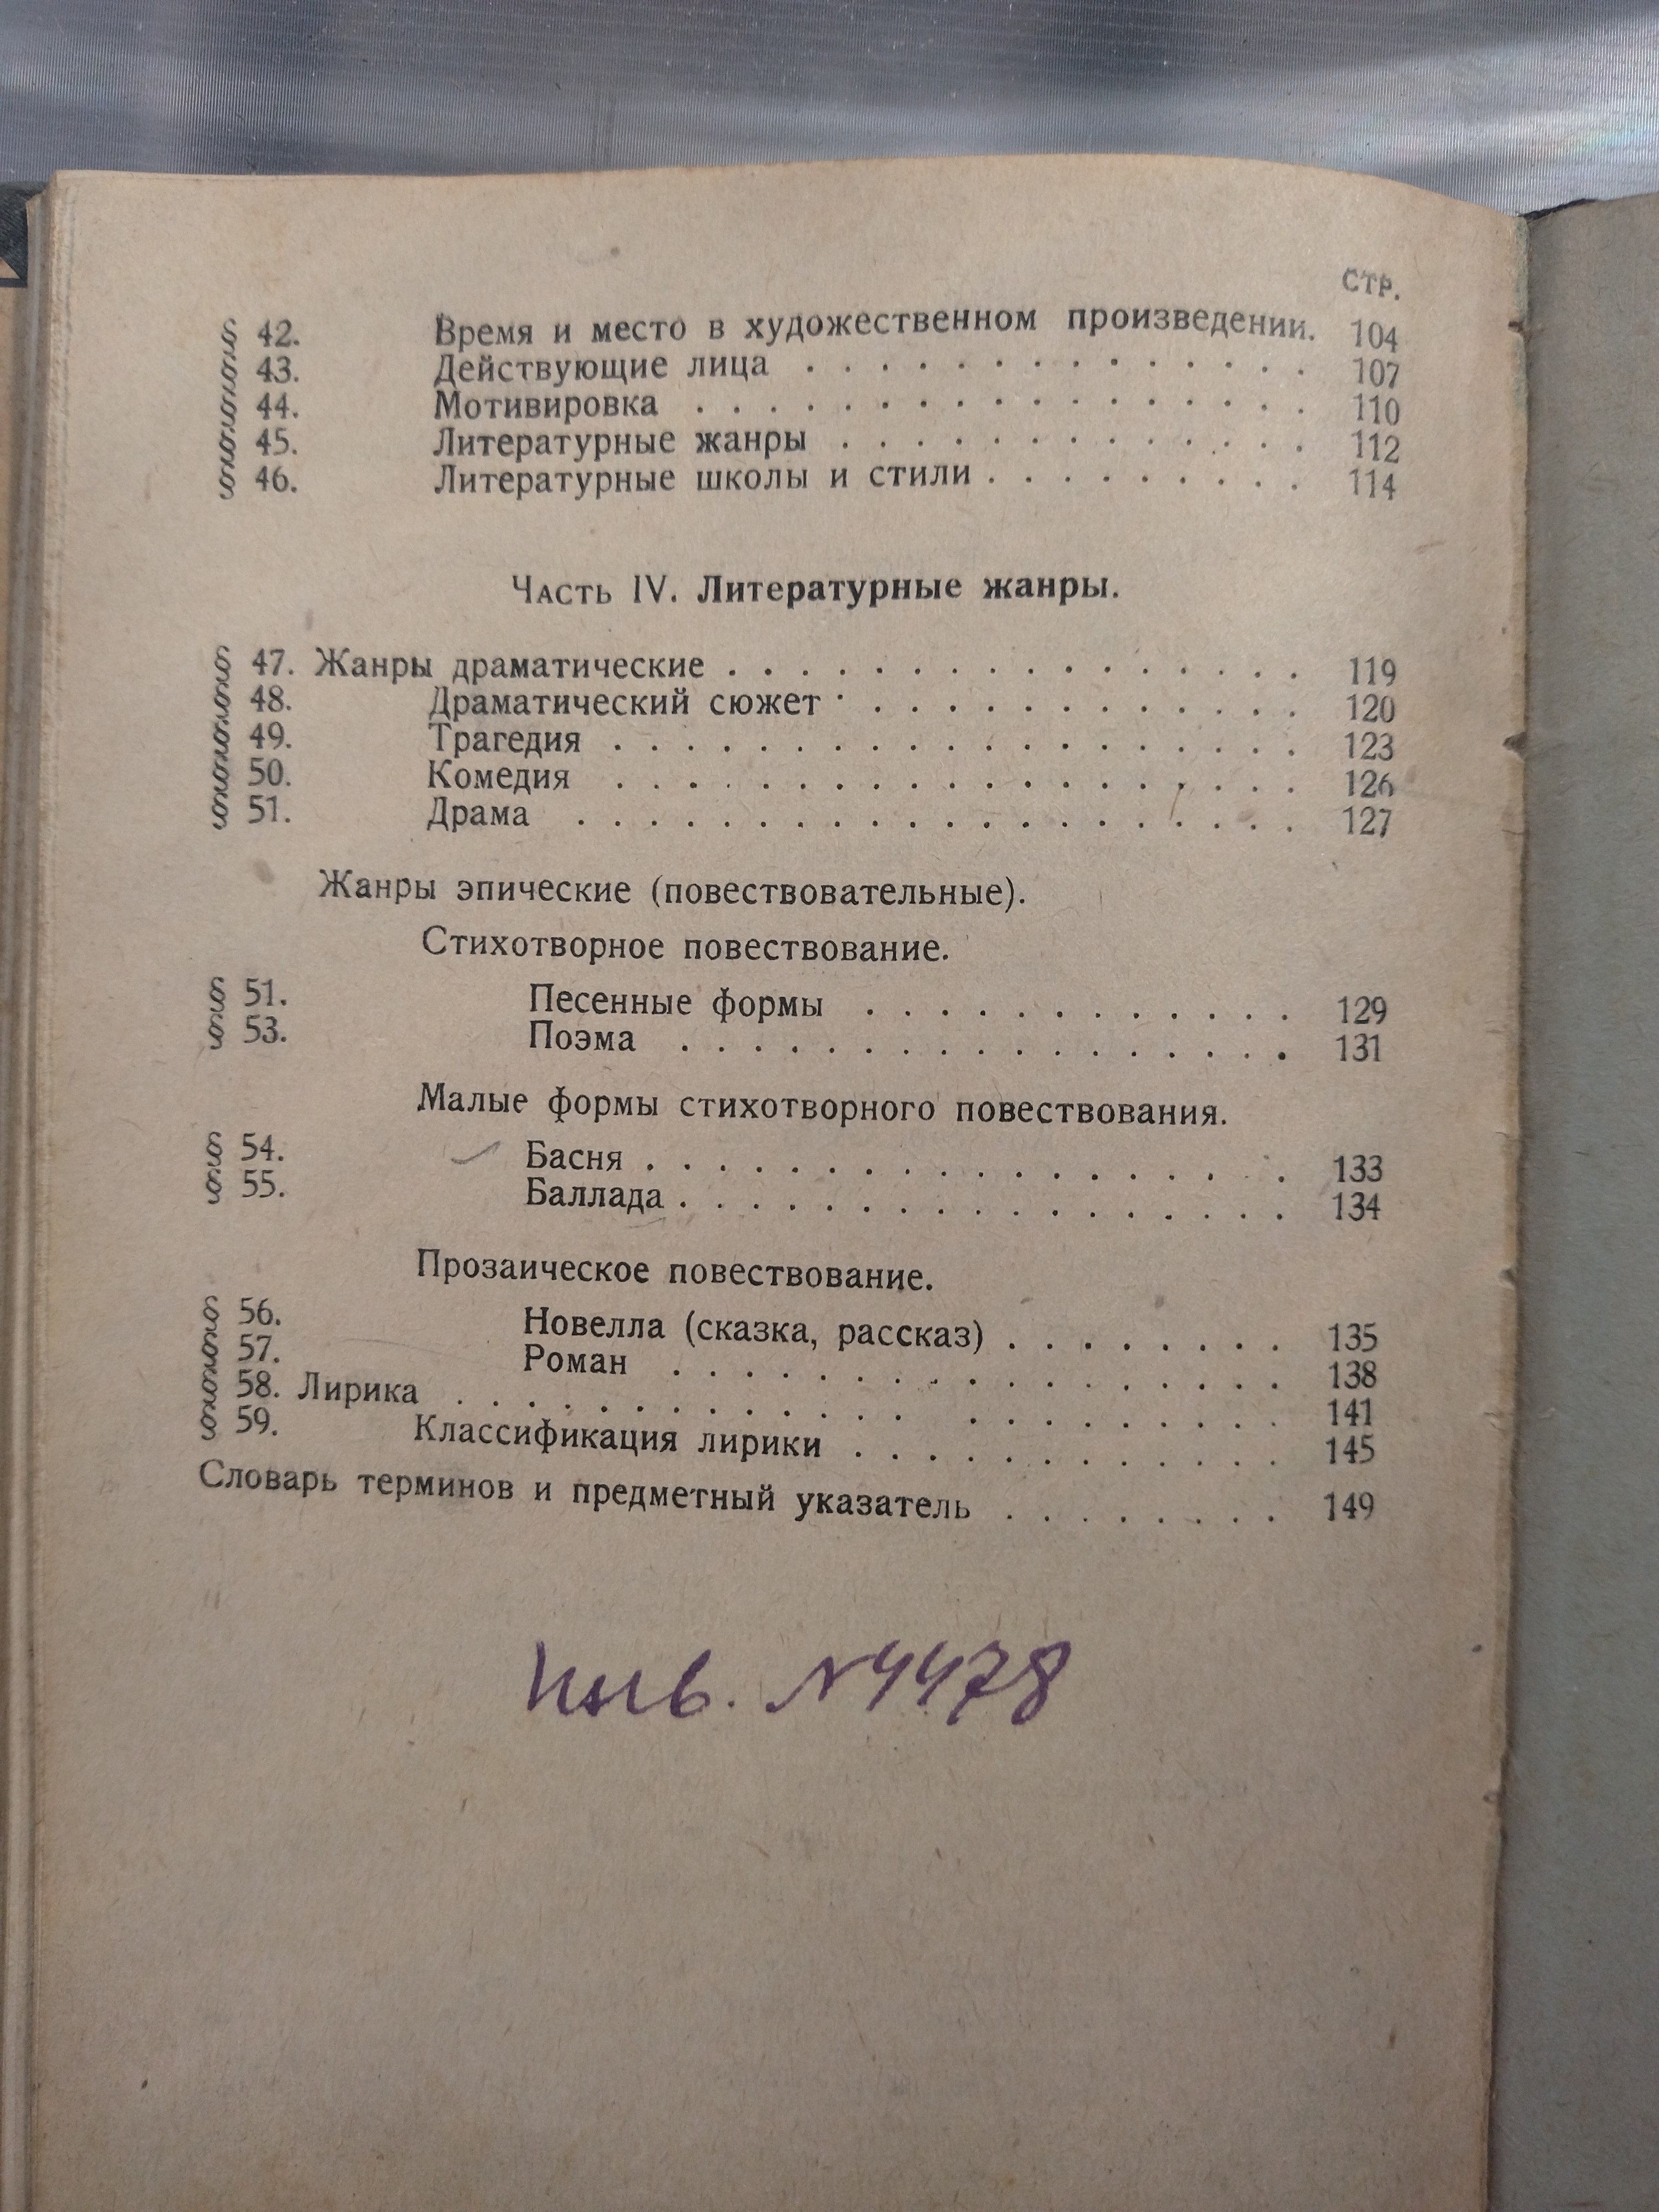 стр.
§ 42. Время и место в художественном произведении. 104
§ 43. Действующие лица . . . . . . . . . . . . . . 107
§ 44. Мотивировка . . . . . . . . . . . . . . . . . 110
§ 45. Литературные жанры . . . . . . . . . . . . . 112
§ 46. Литературные школы и стили . . . . . . . . . 114
Часть IV. Литературные жанры.
§ 47. Жанры драматические . . . . . . . . . . . . . . . . 119
§ 48. Драматический сюжет . . . . . . . . . . . . . 120
§ 49. Трагедия . . . . . . . . . . . . . . . . . . . 123
§ 50. Комедия . . . . . . . . . . . . . . . . . . . 126
§ 51. Драма . . . . . . . . . . . . . . . . . . . . 127
Жанры эпические (повествовательные).
Стихотворное повествование.
§ 51. Песенные формы . . . . . . . . . . . . 129
§ 53. Поэма . . . . . . . . . . . . . . . . . 131
Малые формы стихотворного повествования.
§ 54. Басня . . . . . . . . . . . . . . . . . . 133
§ 55. Баллада . . . . . . . . . . . . . . . . . 134
Прозаическое повествование.
§ 56. Новелла (сказка, рассказ) . . . . . . . . 135
§ 57. Роман . . . . . . . . . . . . . . . . . 138
§ 58. Лирика . . . . . . . . . . . . . . . . . . . . . . 141
§ 59. Классификация лирики . . . . . . . . . . . . 145
Словарь терминов и предметный указатель . . . . . . . . 149
Инв. № 4478